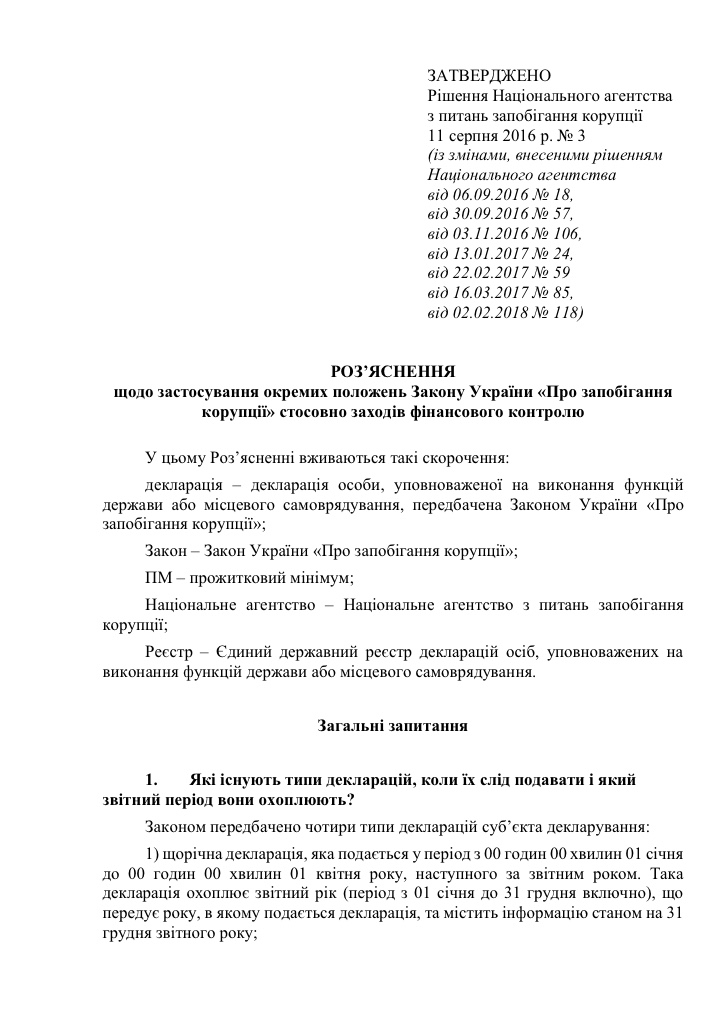 ЗАТВЕРДЖЕНО
Рішення Національного агентства
з питань запобігання корупції
11 серпня 2016 р. № 3
(із змінами, внесеними рішенням
Національного агентства
від 06.09.2016 № 18,
від 30.09.2016 № 57,
від 03.11.2016 № 106,
від 13.01.2017 № 24,
від 22.02.2017 № 59
від 16.03.2017 № 85,
від 02.02.2018 № 118)
РОЗ’ЯСНЕННЯ
щодо застосування окремих положень Закону України «Про запобігання
корупції» стосовно заходів фінансового контролю
У цьому Роз’ясненні вживаються такі скорочення:
декларація – декларація особи, уповноваженої на виконання функцій
держави або місцевого самоврядування, передбачена Законом України «Про
запобігання корупції»;
Закон – Закон України «Про запобігання корупції»;
ПМ – прожитковий мінімум;
Національне агентство – Національне агентство з питань запобігання
корупції;
Реєстр – Єдиний державний реєстр декларацій осіб, уповноважених на
виконання функцій держави або місцевого самоврядування.
Загальні запитання
1. Які існують типи декларацій, коли їх слід подавати і який
звітний період вони охоплюють?
Законом передбачено чотири типи декларацій суб’єкта декларування:
1) щорічна декларація, яка подається у період з 00 годин 00 хвилин 01 січня
до 00 годин 00 хвилин 01 квітня року, наступного за звітним роком. Така
декларація охоплює звітний рік (період з 01 січня до 31 грудня включно), що
передує року, в якому подається декларація, та містить інформацію станом на 31
грудня звітного року;